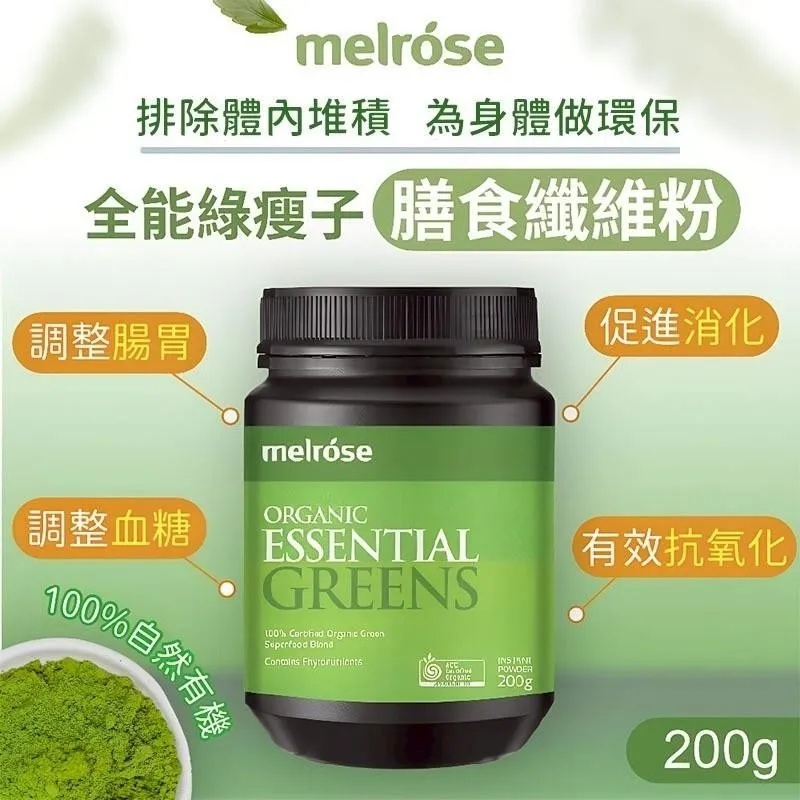 melróse
排除體內堆積 為身體做環保
全能綠瘦子 膳食纖維粉
調整腸胃
促進消化
melróse
ORGANIC
ESSENTIAL
GREENS
調整血糖
有效抗氧化
100% Certified Organic Green
Superfood Blend
Contains Phytonutrients
INSTANT
POWDER
200g
100%自然有機
200g